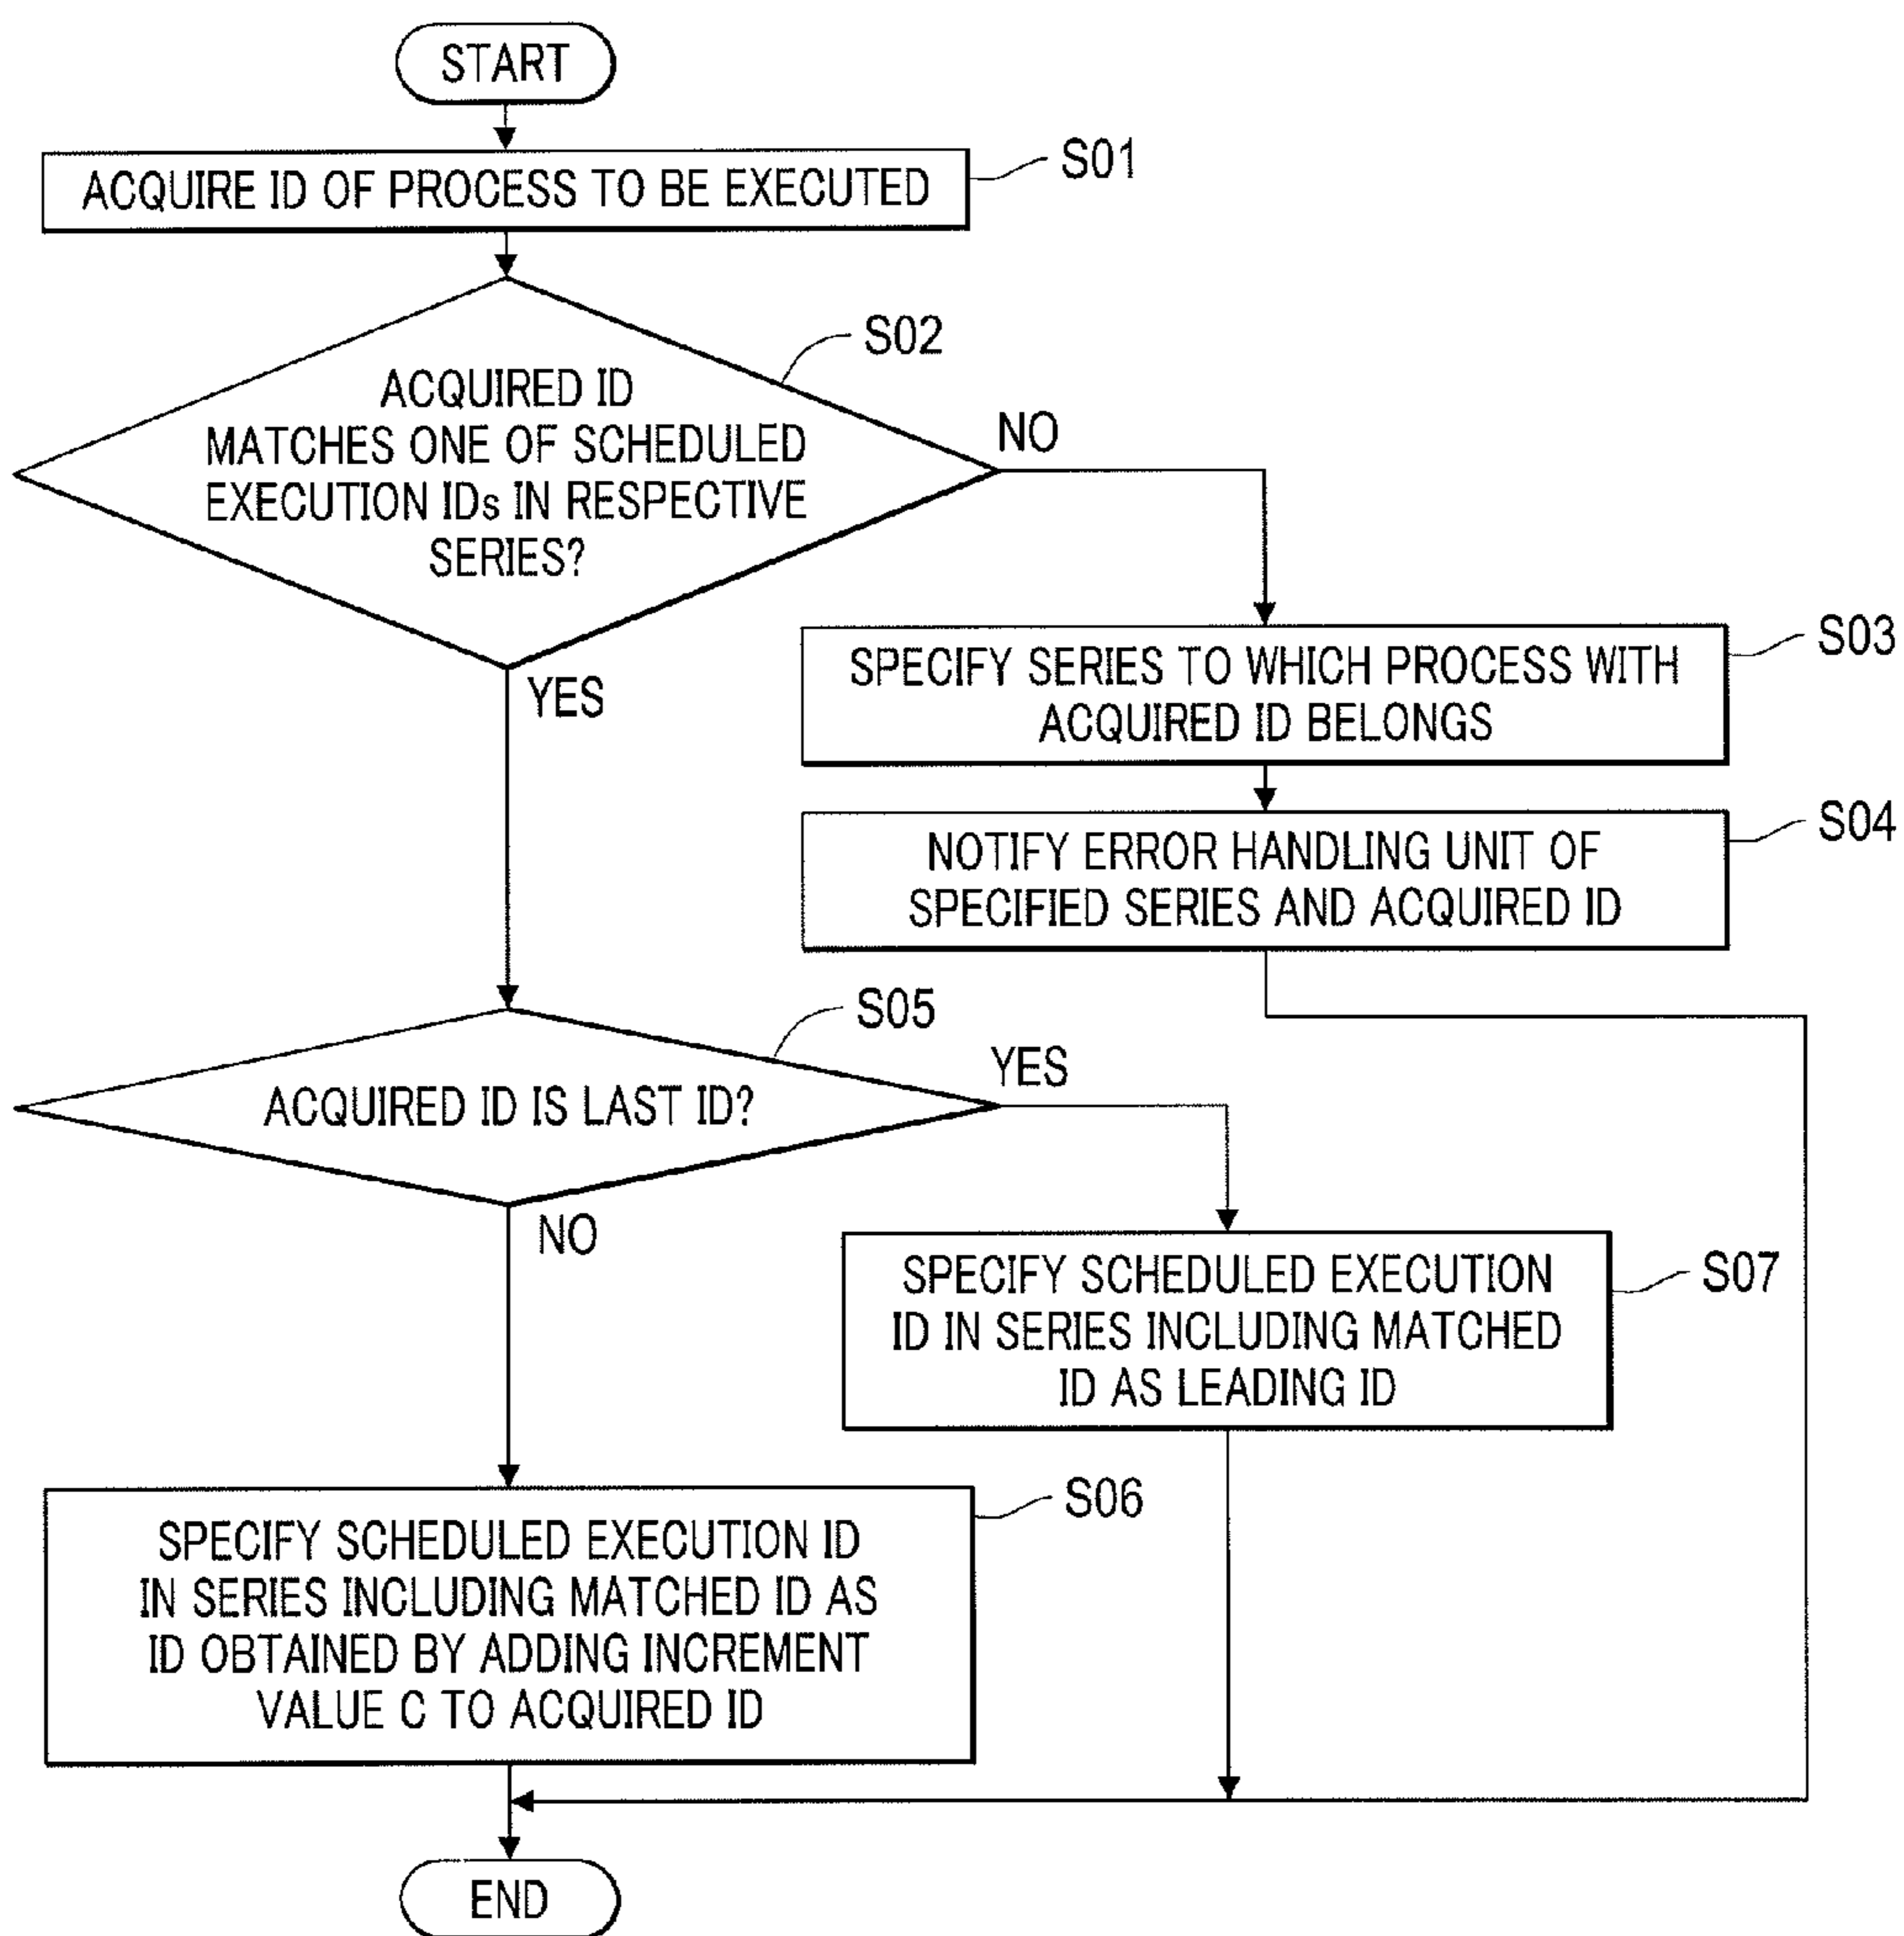 START
ACQUIRE ID OF PROCESS TO BE EXECUTED
S01
S02
ACQUIRED ID
MATCHES ONE OF SCHEDULED
EXECUTION IDs IN RESPECTIVE
SERIES?
NO
YES
SPECIFY SERIES TO WHICH PROCESS WITH
ACQUIRED ID BELONGS
S03
NOTIFY ERROR HANDLING UNIT OF
SPECIFIED SERIES AND ACQUIRED ID
S04
S05
ACQUIRED ID IS LAST ID?
YES
NO
SPECIFY SCHEDULED EXECUTION
ID IN SERIES INCLUDING MATCHED
ID AS LEADING ID
S07
S06
SPECIFY SCHEDULED EXECUTION ID
IN SERIES INCLUDING MATCHED ID AS
ID OBTAINED BY ADDING INCREMENT
VALUE C TO ACQUIRED ID
END